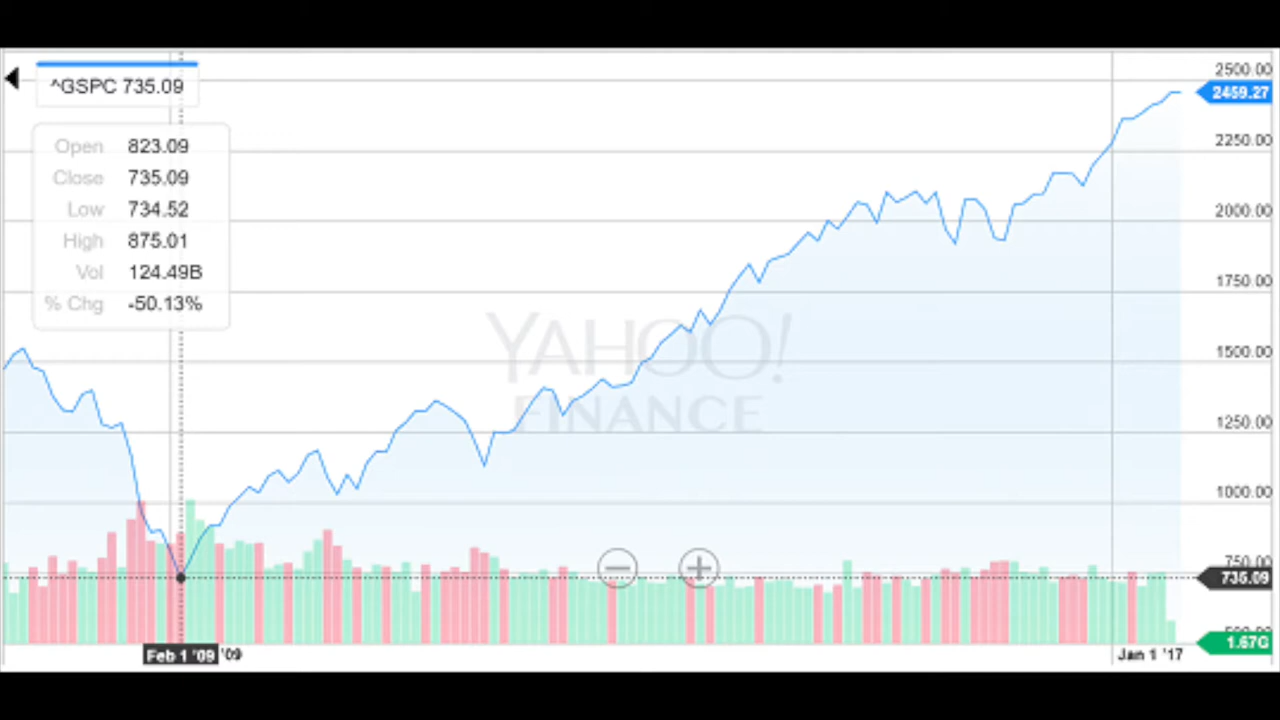 ^GSPC 735.09
Open 823.09
Close 735.09
Low 734.52
High 875.01
Vol 124.49B
% Chg -50.13%
YAHOO!
FINANCE
2500.00
2459.27
2250.00
2000.00
1750.00
1500.00
1250.00
1000.00
750.00
735.09
1.67G
Feb 1 '09 '09
Jan 1 '17